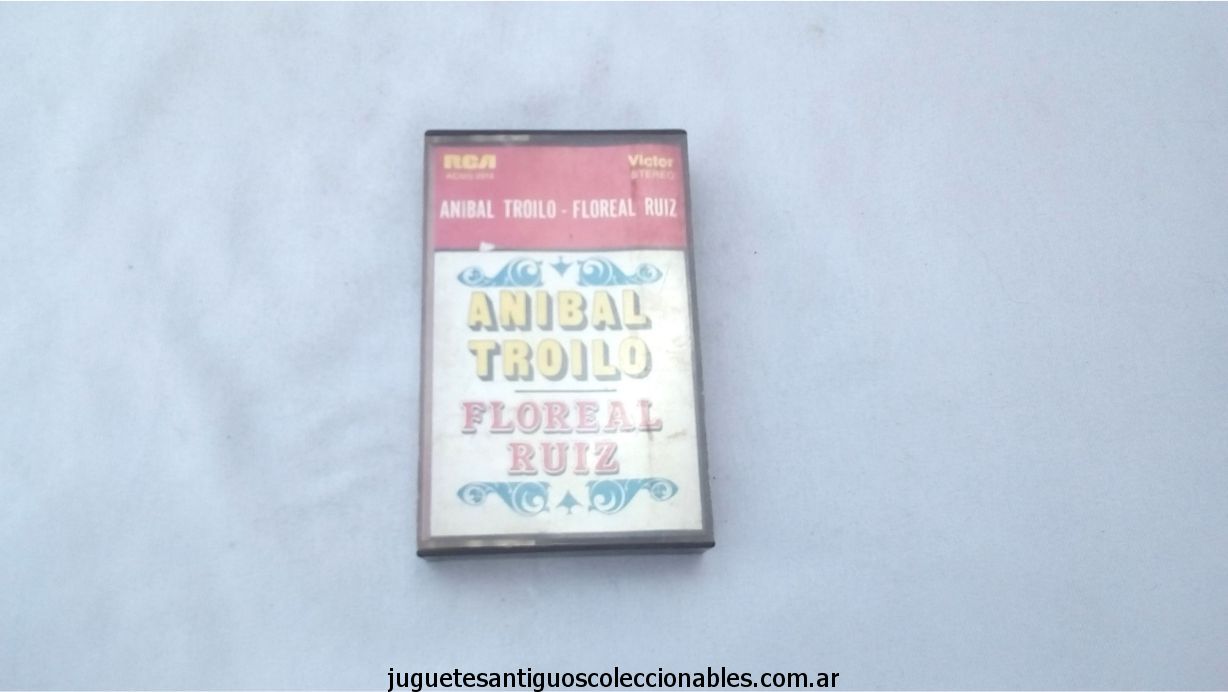 RCA Victor
STEREO
ANIBAL TROILO - FLOREAL RUIZ
ANIBAL
TROILO
FLOREAL
RUIZ
juguetesantiguoscoleccionables.com.ar